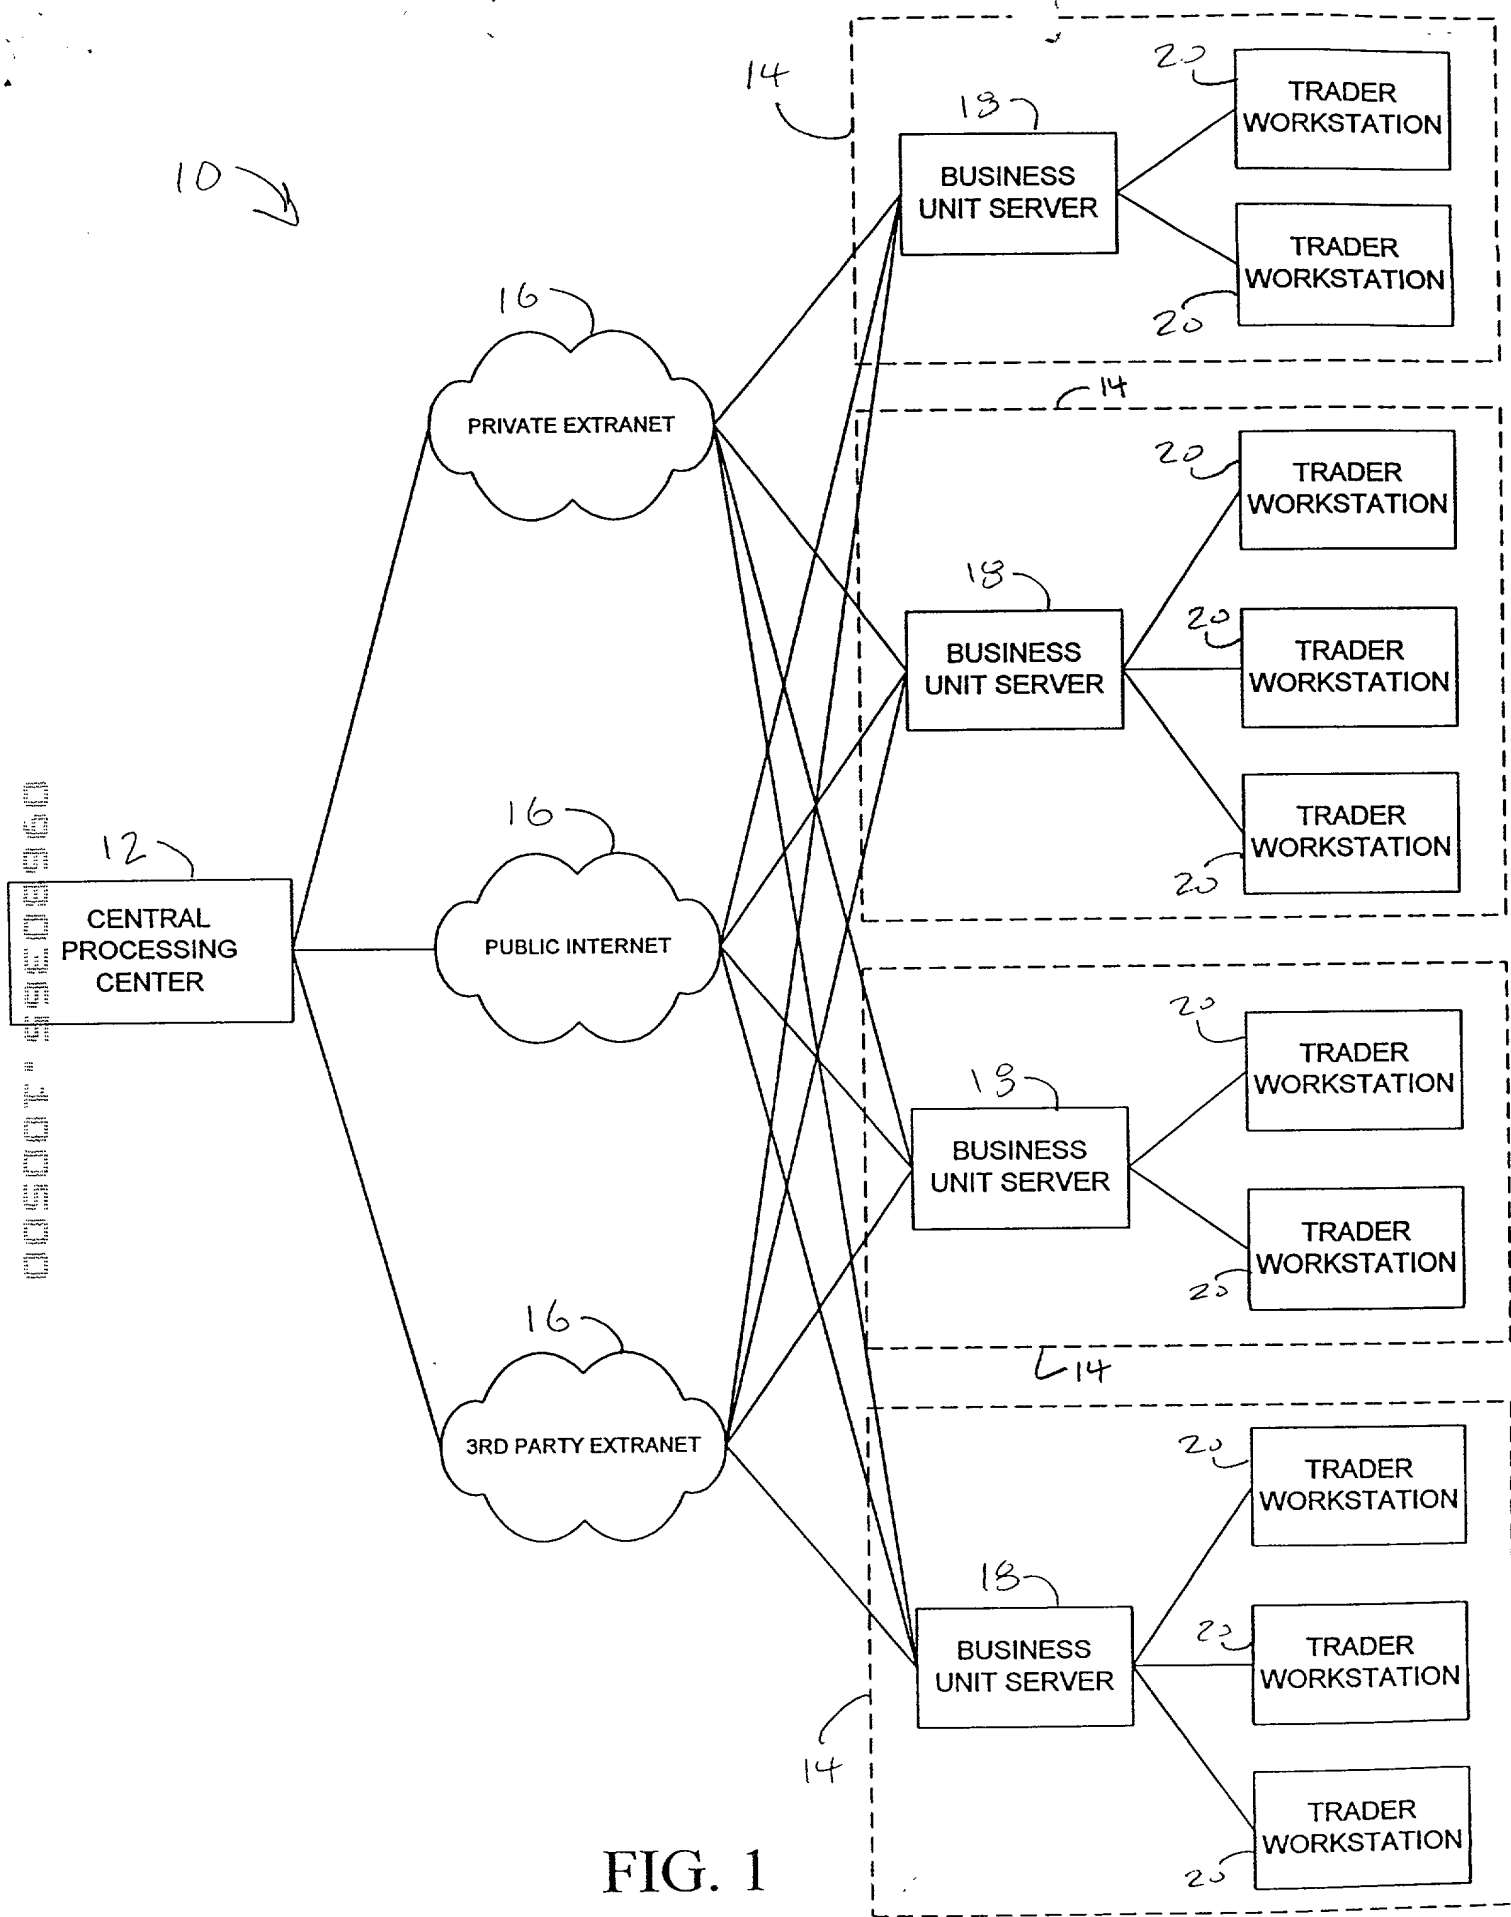 10
12
CENTRAL
PROCESSING
CENTER
16
PRIVATE EXTRANET
16
PUBLIC INTERNET
16
3RD PARTY EXTRANET
14
18
BUSINESS
UNIT SERVER
20
TRADER
WORKSTATION
TRADER
WORKSTATION
20
14
18
BUSINESS
UNIT SERVER
20
TRADER
WORKSTATION
20
TRADER
WORKSTATION
TRADER
WORKSTATION
20
18
BUSINESS
UNIT SERVER
20
TRADER
WORKSTATION
TRADER
WORKSTATION
20
14
18
BUSINESS
UNIT SERVER
20
TRADER
WORKSTATION
20
TRADER
WORKSTATION
TRADER
WORKSTATION
20
14
FIG. 1